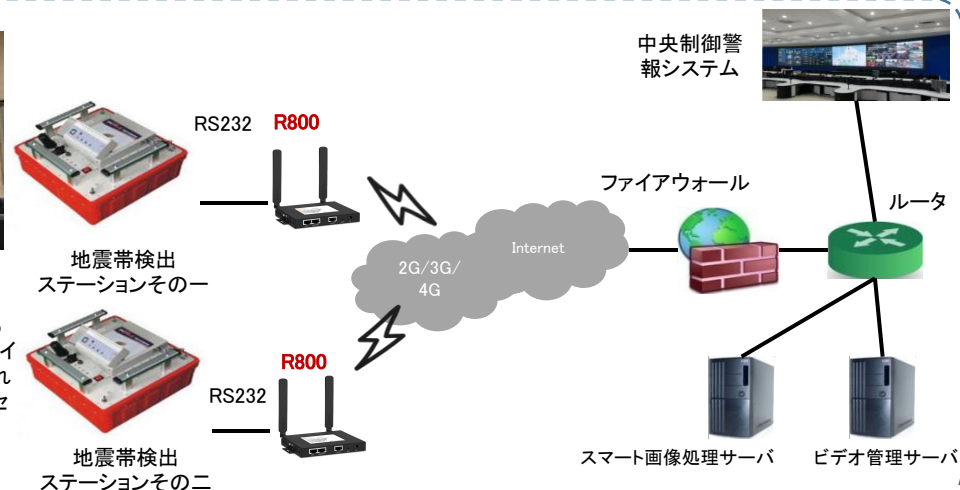 中央制御警
報システム
RS232
R800
ファイアウォール
ルータ
Internet
2G/3G/
4G
地震帯検出
ステーションその一
イ
れ
セ
R800
RS232
スマート画像処理サーバ
ビデオ管理サーバ
地震帯検出
ステーションその二